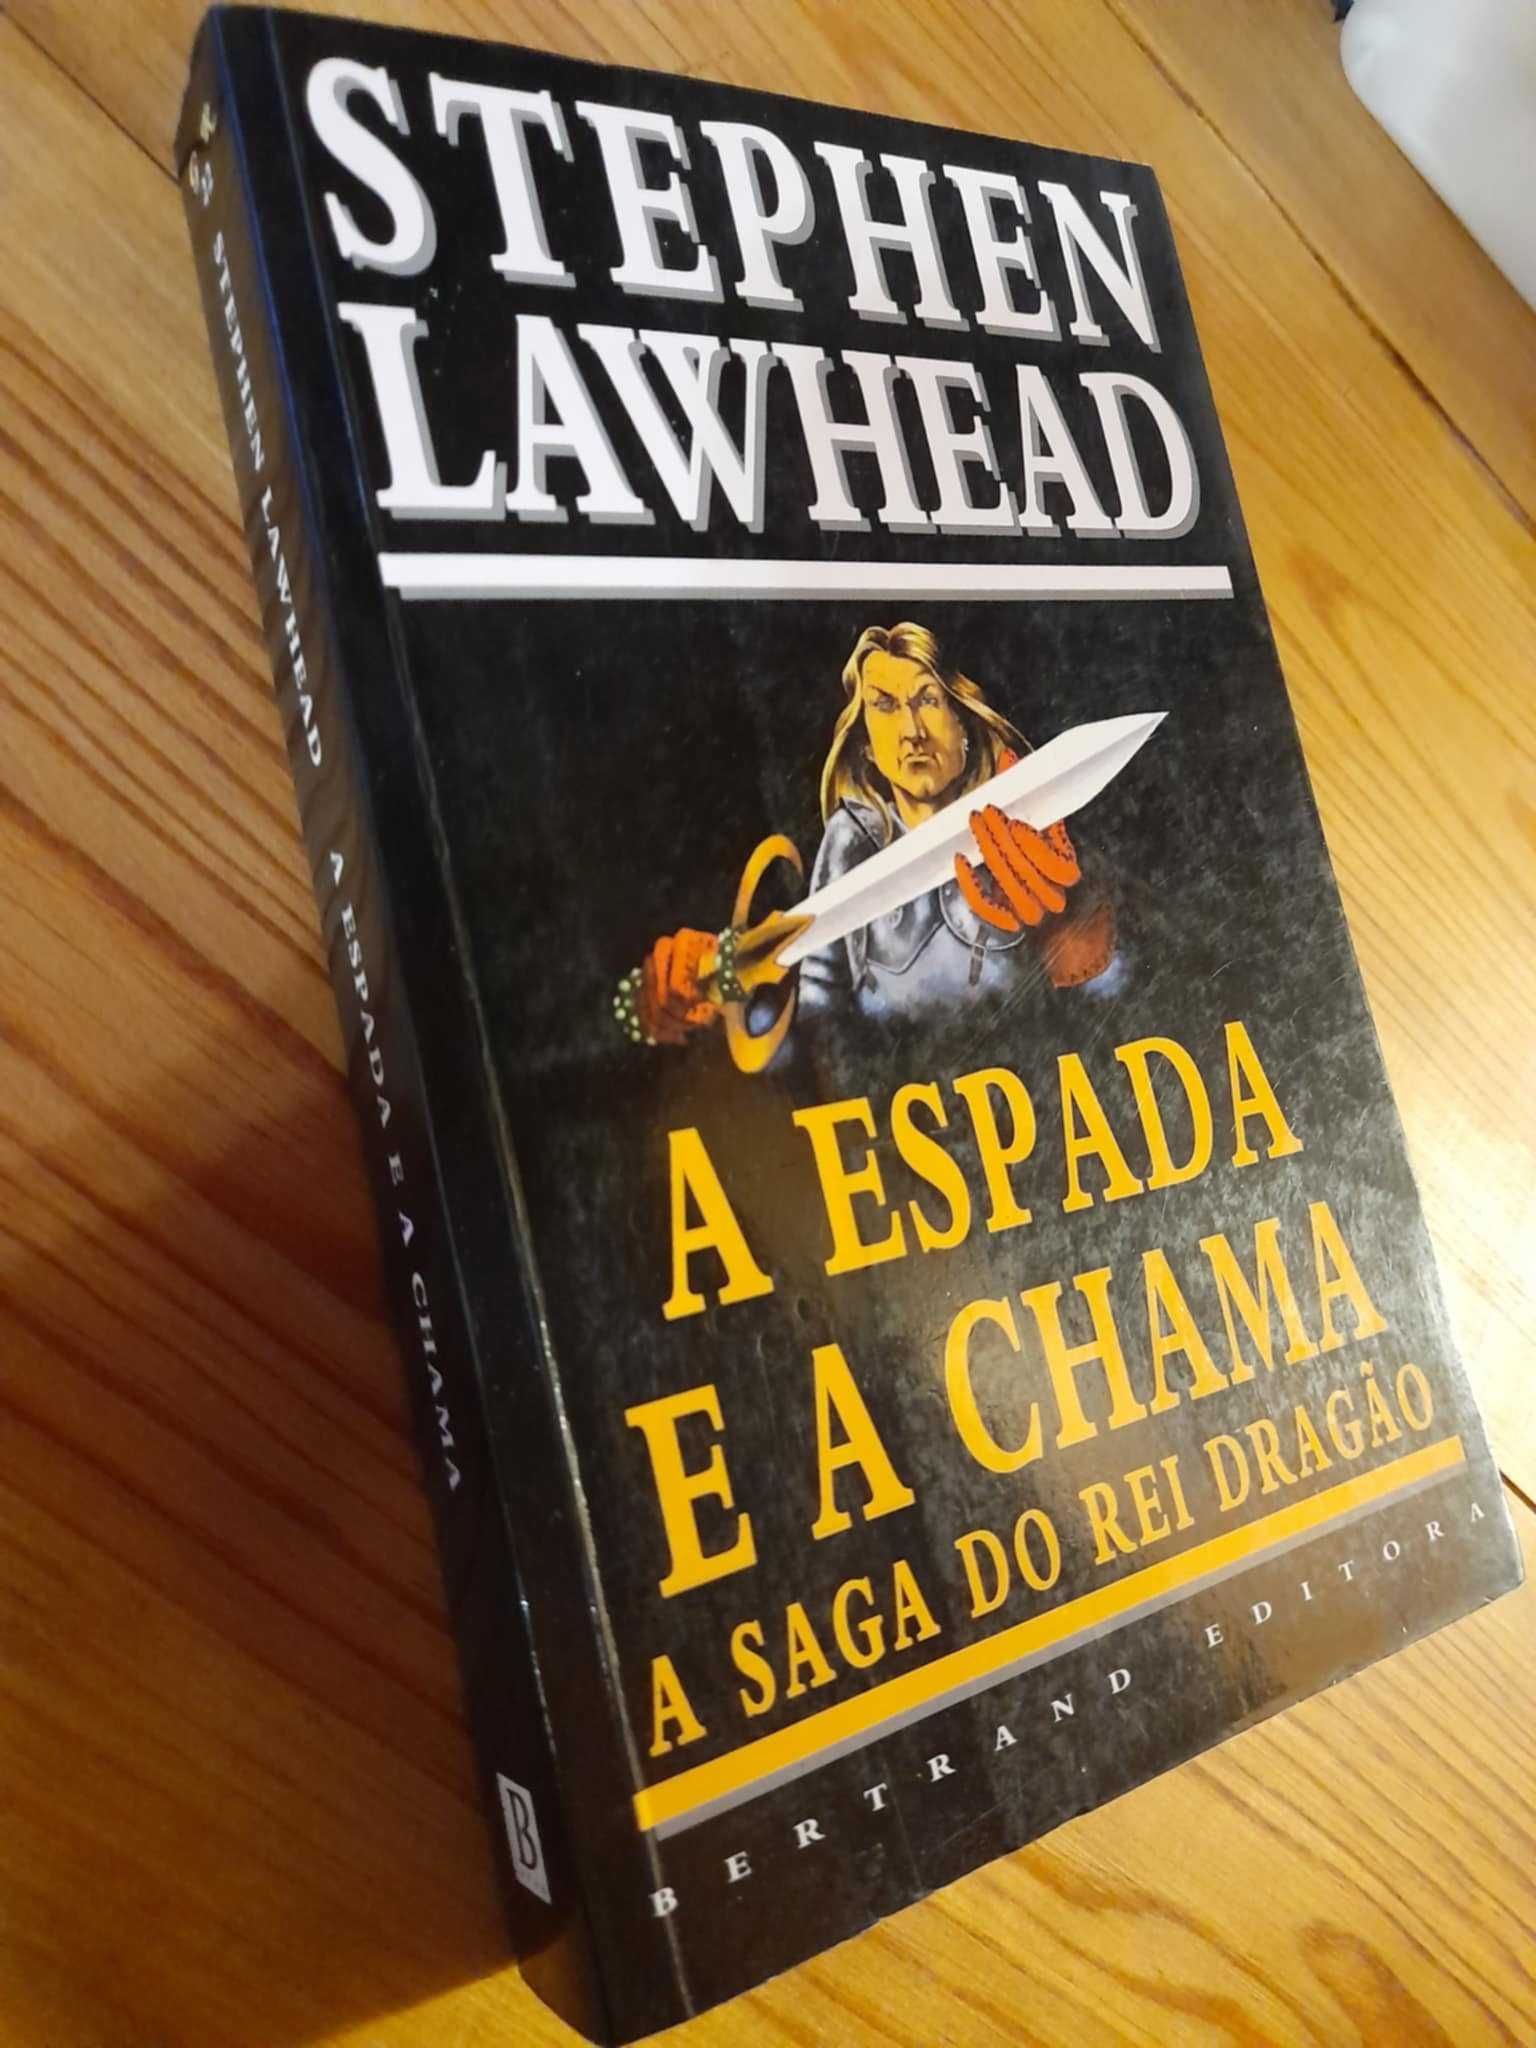 STEPHEN
LAWHEAD
A ESPADA
E A CHAMA
A SAGA DO REI DRAGÃO
BERTRAND EDITORA
STEPHEN LAWHEAD A ESPADA E A CHAMA
B